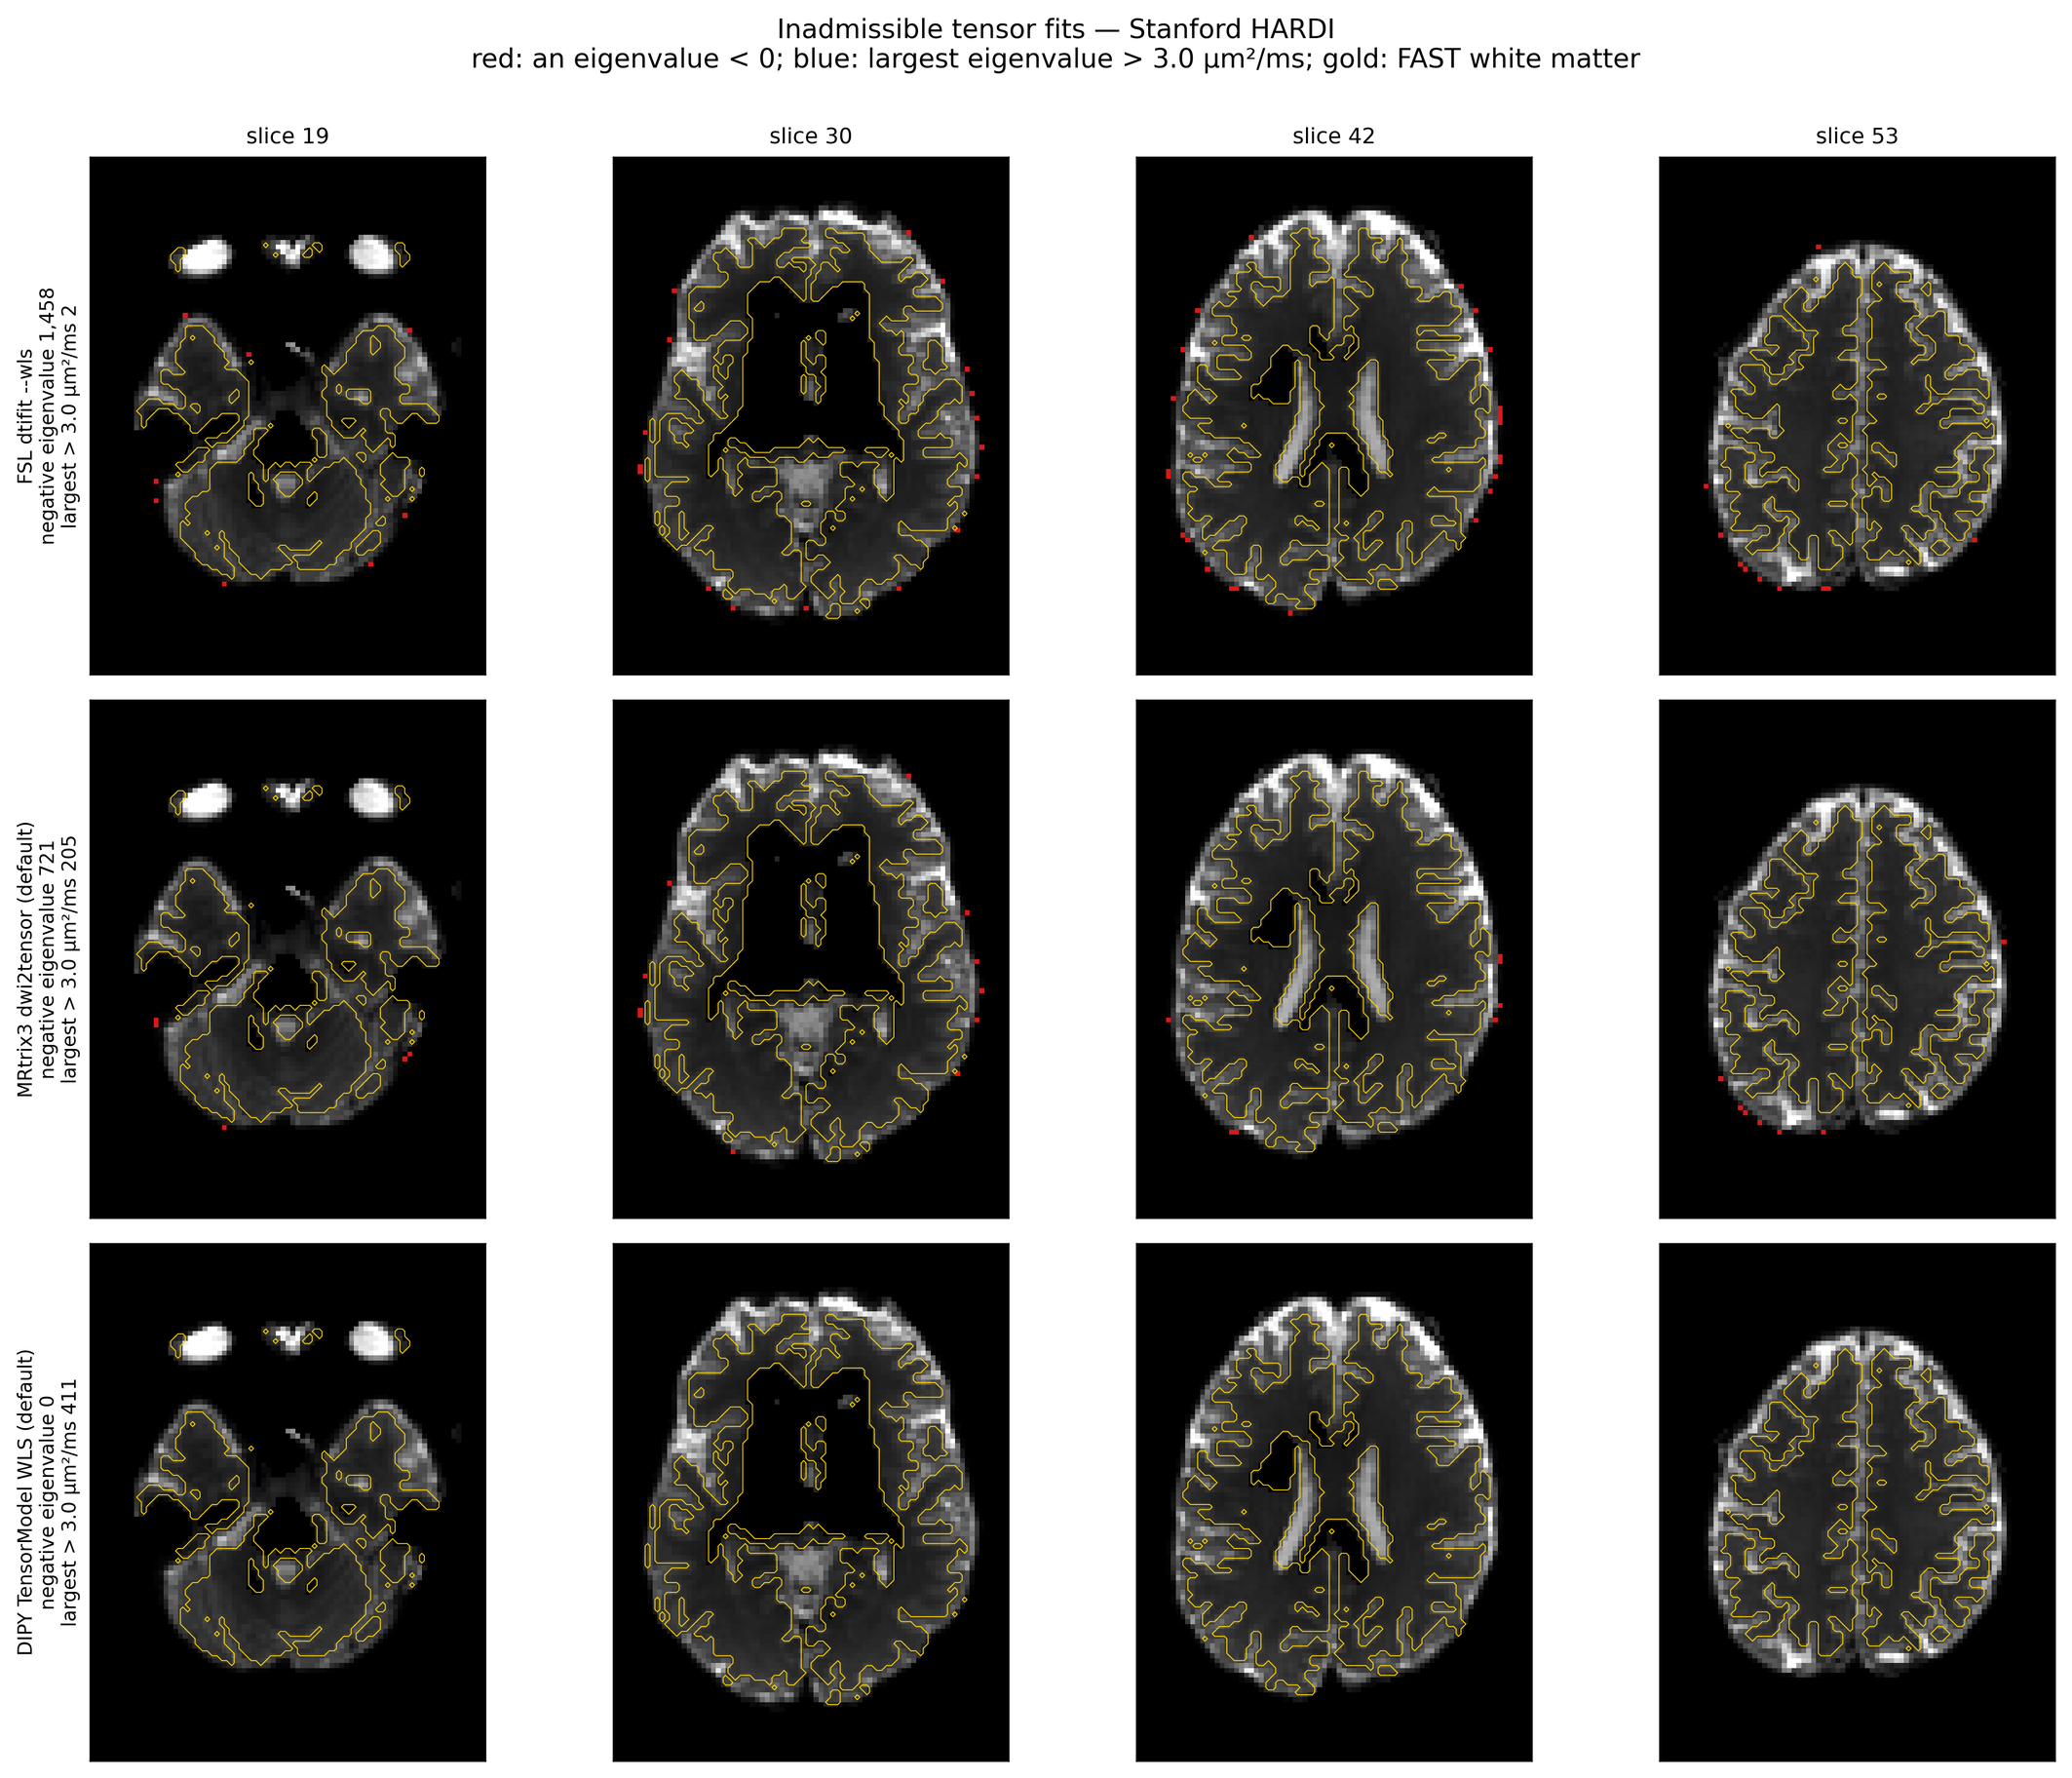 Inadmissible tensor fits — Stanford HARDI
red: an eigenvalue < 0; blue: largest eigenvalue > 3.0 µm²/ms; gold: FAST white matter
slice 19
slice 30
slice 42
slice 53
FSL dtifit --wls
negative eigenvalue 1,458
largest > 3.0 µm²/ms 2
MRtrix3 dwi2tensor (default)
negative eigenvalue 721
largest > 3.0 µm²/ms 205
DIPY TensorModel WLS (default)
negative eigenvalue 0
largest > 3.0 µm²/ms 411